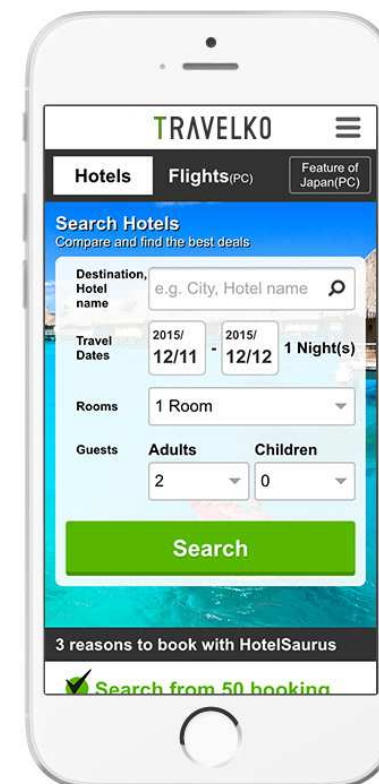 TRAVELKO
Hotels
Flights(PC)
Feature of
Japan(PC)
Search Hotels
Compare and find the best deals
Destination,
Hotel
name
e.g. City, Hotel name
Travel
Dates
2015/
12/11
-
2015/
12/12
1 Night(s)
Rooms
1 Room
Guests
Adults
Children
2
0
Search
3 reasons to book with HotelSaurus
Search from 50 booking